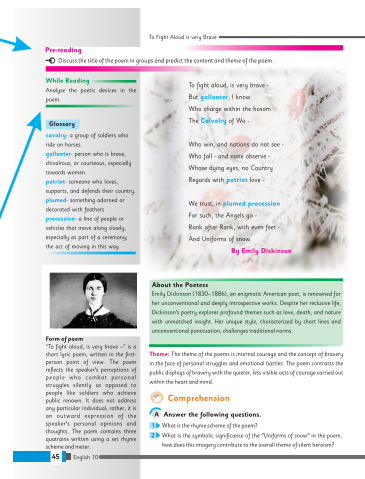 To Fight Aloud is very Brave
Pre-reading
Discuss the title of the poem in groups and predict the content and theme of the poem.
While Reading
Analyse the poetic devices in the
poem.
Glossary
cavalry- a group of soldiers who
ride on horses.
gallanter- person who is brave,
chivalrous, or courteous, especially
towards women.
patriot- someone who loves,
supports, and defends their country.
plumed- something adorned or
decorated with feathers
procession- a line of people or
vehicles that move along slowly,
especially as part of a ceremony;
the act of moving in this way
To fight aloud, is very brave -
But gallanter, I know
Who charge within the bosom
The Calvalry of Wo -
Who win, and nations do not see -
Who fall - and none observe -
Whose dying eyes, no Country
Regards with patriot love -
We trust, in plumed procession
For such, the Angels go -
Rank after Rank, with even feet -
And Uniforms of snow.
By Emily Dickinson
Form of poem
"To fight aloud, is very brave –" is a
short lyric poem, written in the first-
person point of view. The poem
reflects the speaker's perceptions of
people who combat personal
struggles silently as opposed to
people like soldiers who achieve
public renown. It does not address
any particular individual; rather, it is
an outward expression of the
speaker's personal opinions and
thoughts. The poem contains three
quatrains written using a set rhyme
scheme and meter.
About the Poetess
Emily Dickinson (1830–1886), an enigmatic American poet, is renowned for
her unconventional and deeply introspective works. Despite her reclusive life,
Dickinson's poetry explores profound themes such as love, death, and nature
with unmatched insight. Her unique style, characterized by short lines and
unconventional punctuation, challenges traditional norms.
Theme: The theme of the poems is internal courage and the concept of bravery
in the face of personal struggles and emotional battles. The poem contrasts the
public displays of bravery with the quieter, less visible acts of courage carried out
within the heart and mind.
Comprehension
A Answer the following questions.
1 What is the rhyme scheme of the poem?
2 What is the symbolic significance of the "Uniforms of snow" in the poem,
how does this imagery contribute to the overall theme of silent heroism?
45 English 10